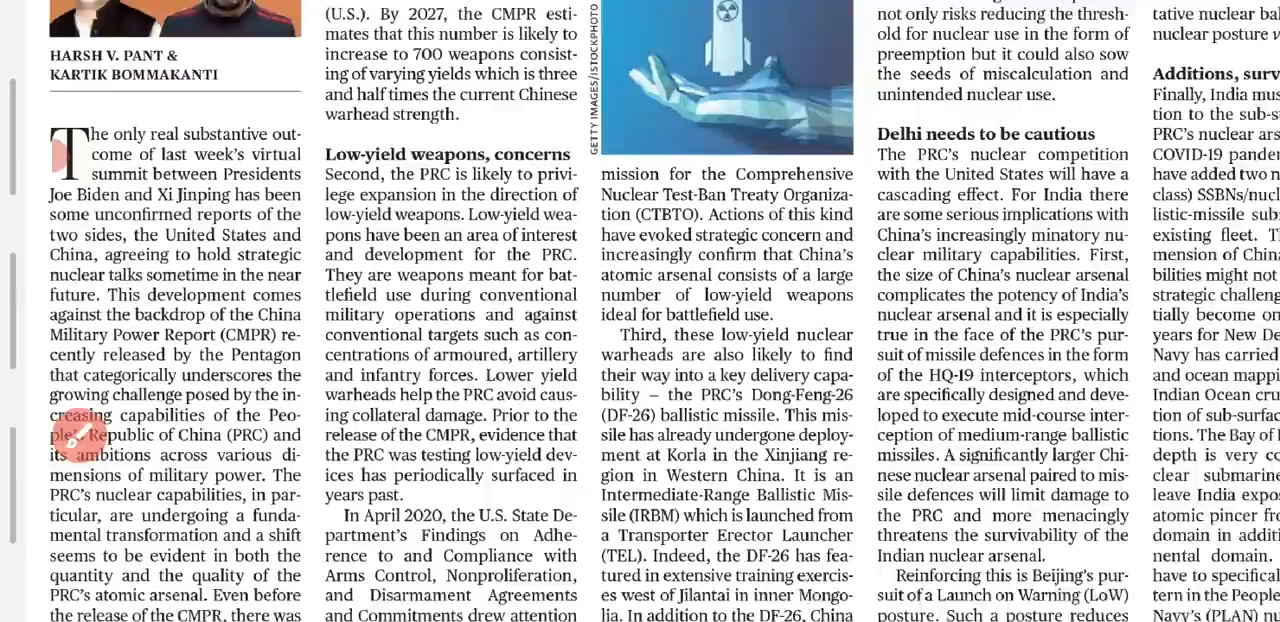 HARSH V. PANT &
KARTIK BOMMAKANTI
The only real substantive out-
come of last week's virtual
summit between Presidents
Joe Biden and Xi Jinping has been
some unconfirmed reports of the
two sides, the United States and
China, agreeing to hold strategic
nuclear talks sometime in the near
future. This development comes
against the backdrop of the China
Military Power Report (CMPR) re-
cently released by the Pentagon
that categorically underscores the
growing challenge posed by the in-
creasing capabilities of the Peo-
ple's Republic of China (PRC) and
its ambitions across various di-
mensions of military power. The
PRC's nuclear capabilities, in par-
ticular, are undergoing a funda-
mental transformation and a shift
seems to be evident in both the
quantity and the quality of the
PRC's atomic arsenal. Even before
the release of the CMPR, there was
(U.S.). By 2027, the CMPR esti-
mates that this number is likely to
increase to 700 weapons consist-
ing of varying yields which is three
and half times the current Chinese
warhead strength.
Low-yield weapons, concerns
Second, the PRC is likely to privi-
lege expansion in the direction of
low-yield weapons. Low-yield wea-
pons have been an area of interest
and development for the PRC.
They are weapons meant for bat-
tlefield use during conventional
military operations and against
conventional targets such as con-
centrations of armoured, artillery
and infantry forces. Lower yield
warheads help the PRC avoid caus-
ing collateral damage. Prior to the
release of the CMPR, evidence that
the PRC was testing low-yield dev-
ices has periodically surfaced in
years past.
In April 2020, the U.S. State De-
partment's Findings on Adhe-
rence to and Compliance with
Arms Control, Nonproliferation,
and Disarmament Agreements
and Commitments drew attention
GETTY IMAGES/ISTOCKPHOTO
mission for the Comprehensive
Nuclear Test-Ban Treaty Organiza-
tion (CTBTO). Actions of this kind
have evoked strategic concern and
increasingly confirm that China's
atomic arsenal consists of a large
number of low-yield weapons
ideal for battlefield use.
Third, these low-yield nuclear
warheads are also likely to find
their way into a key delivery capa-
bility – the PRC's Dong-Feng-26
(DF-26) ballistic missile. This mis-
sile has already undergone deploy-
ment at Korla in the Xinjiang re-
gion in Western China. It is an
Intermediate-Range Ballistic Mis-
sile (IRBM) which is launched from
a Transporter Erector Launcher
(TEL). Indeed, the DF-26 has fea-
tured in extensive training exercis-
es west of Jilantai in inner Mongo-
lia. In addition to the DF-26, China
not only risks reducing the thresh-
old for nuclear use in the form of
preemption but it could also sow
the seeds of miscalculation and
unintended nuclear use.
Delhi needs to be cautious
The PRC's nuclear competition
with the United States will have a
cascading effect. For India there
are some serious implications with
China's increasingly minatory nu-
clear military capabilities. First,
the size of China's nuclear arsenal
complicates the potency of India's
nuclear arsenal and it is especially
true in the face of the PRC's pur-
suit of missile defences in the form
of the HQ-19 interceptors, which
are specifically designed and deve-
loped to execute mid-course inter-
ception of medium-range ballistic
missiles. A significantly larger Chi-
nese nuclear arsenal paired to mis-
sile defences will limit damage to
the PRC and more menacingly
threatens the survivability of the
Indian nuclear arsenal.
Reinforcing this is Beijing's pur-
suit of a Launch on Warning (LoW)
posture. Such a posture reduces
tative nuclear
nuclear posture
Additions,
Finally, India
tion to the
PRC's nuclear
COVID-19
have added two
class) SSBNs/
listic-missile
existing fleet.
mension of
bilities might not
strategic
tially become
years for New
Navy has carried
and ocean
Indian Ocean
tion of
tions. The Bay of
depth is very
clear
leave India
atomic pincer
domain in
nental domain.
have to
tern in the
Navy's (PLAN)